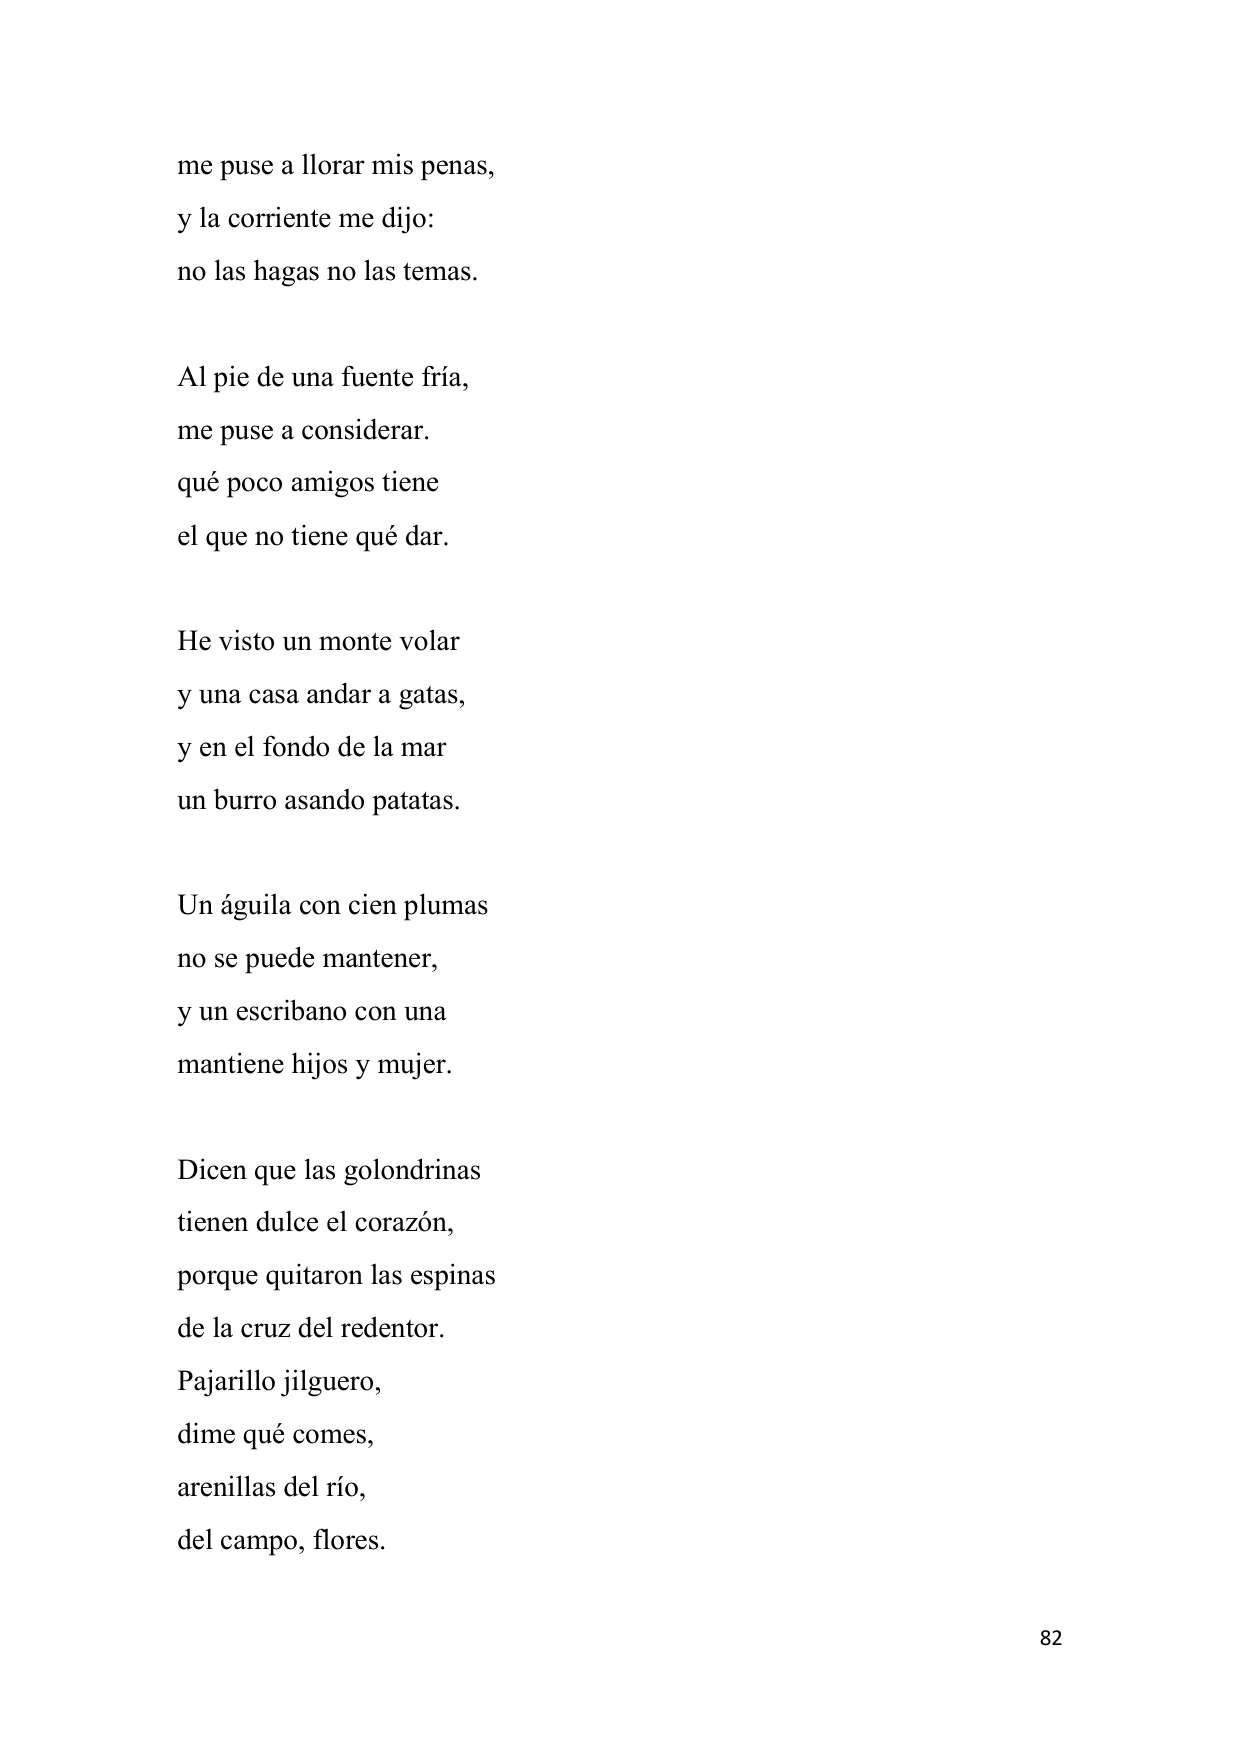 me puse a llorar mis penas,
y la corriente me dijo:
no las hagas no las temas.
Al pie de una fuente fría,
me puse a considerar.
qué poco amigos tiene
el que no tiene qué dar.
He visto un monte volar
y una casa andar a gatas,
y en el fondo de la mar
un burro asando patatas.
Un águila con cien plumas
no se puede mantener,
y un escribano con una
mantiene hijos y mujer.
Dicen que las golondrinas
tienen dulce el corazón,
porque quitaron las espinas
de la cruz del redentor.
Pajarillo jilguero,
dime qué comes,
arenillas del río,
del campo, flores.
82